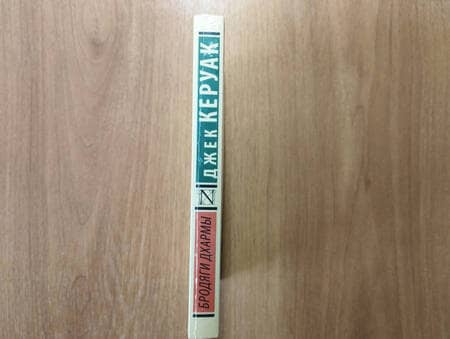 ДЖЕК КЕРУАК
БРОДЯГИ ДХАРМЫ